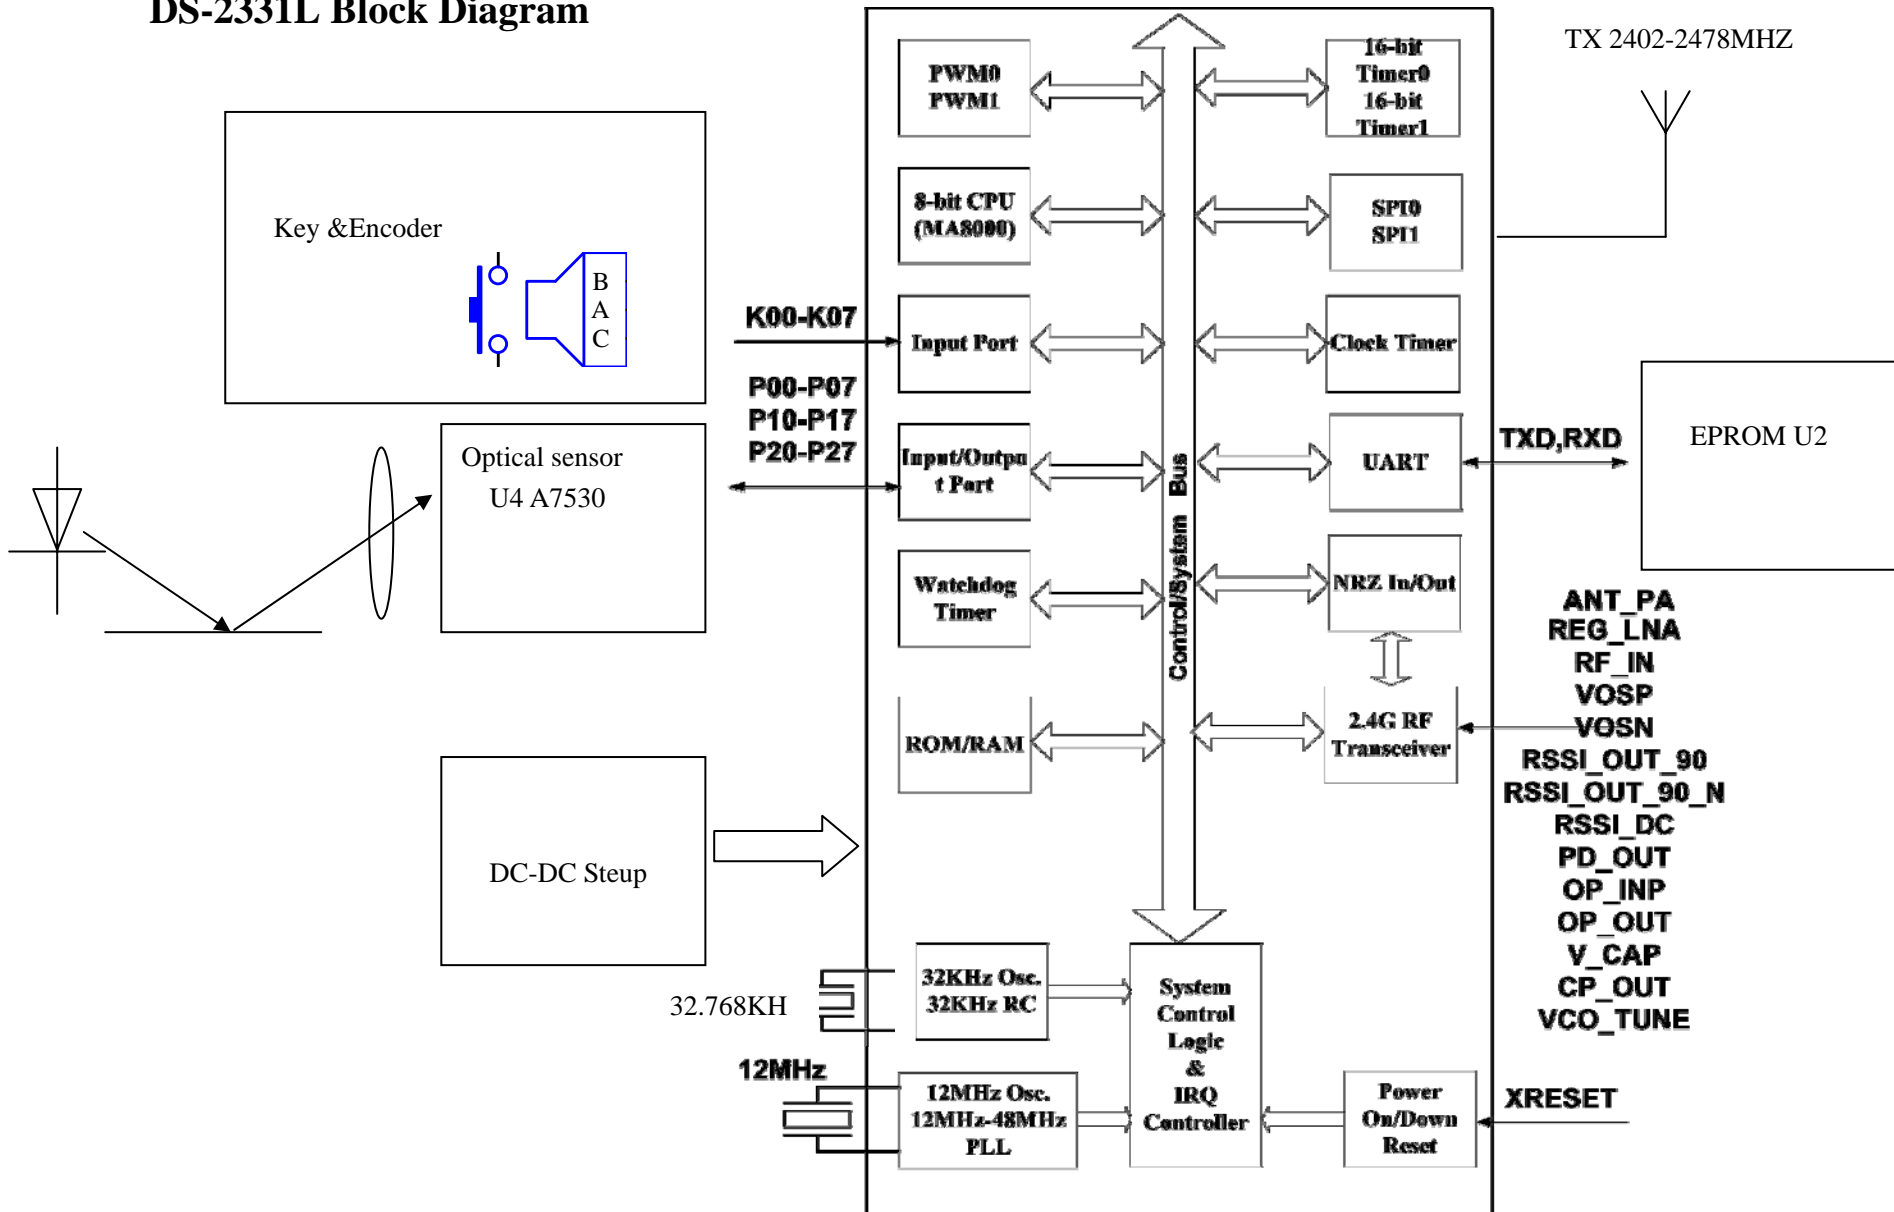 DS-2331L Block Diagram
TX 2402-2478MHZ
PWM0
PWM1
16-bit
Timer0
16-bit
Timer1
Key &Encoder
B
A
C
8-bit CPU
(MA8000)
SPI0
SPI1
K00-K07
Input Port
Clock Timer
P00-P07
P10-P17
P20-P27
Input/Outpu
t Port
UART
TXD,RXD
EPROM U2
Optical sensor
U4 A7530
Control/System Bus
Watchdog
Timer
NRZ In/Out
ROM/RAM
2.4G RF
Transceiver
ANT_PA
REG_LNA
RF_IN
VOSP
VOSN
RSSI_OUT_90
RSSI_OUT_90_N
RSSI_DC
PD_OUT
OP_INP
OP_OUT
V_CAP
CP_OUT
VCO_TUNE
DC-DC Steup
32.768KH
32KHz Osc.
32KHz RC
System
Control
Logic
&
IRQ
Controller
12MHz
12MHz Osc.
12MHz-48MHz
PLL
Power
On/Down
Reset
XRESET